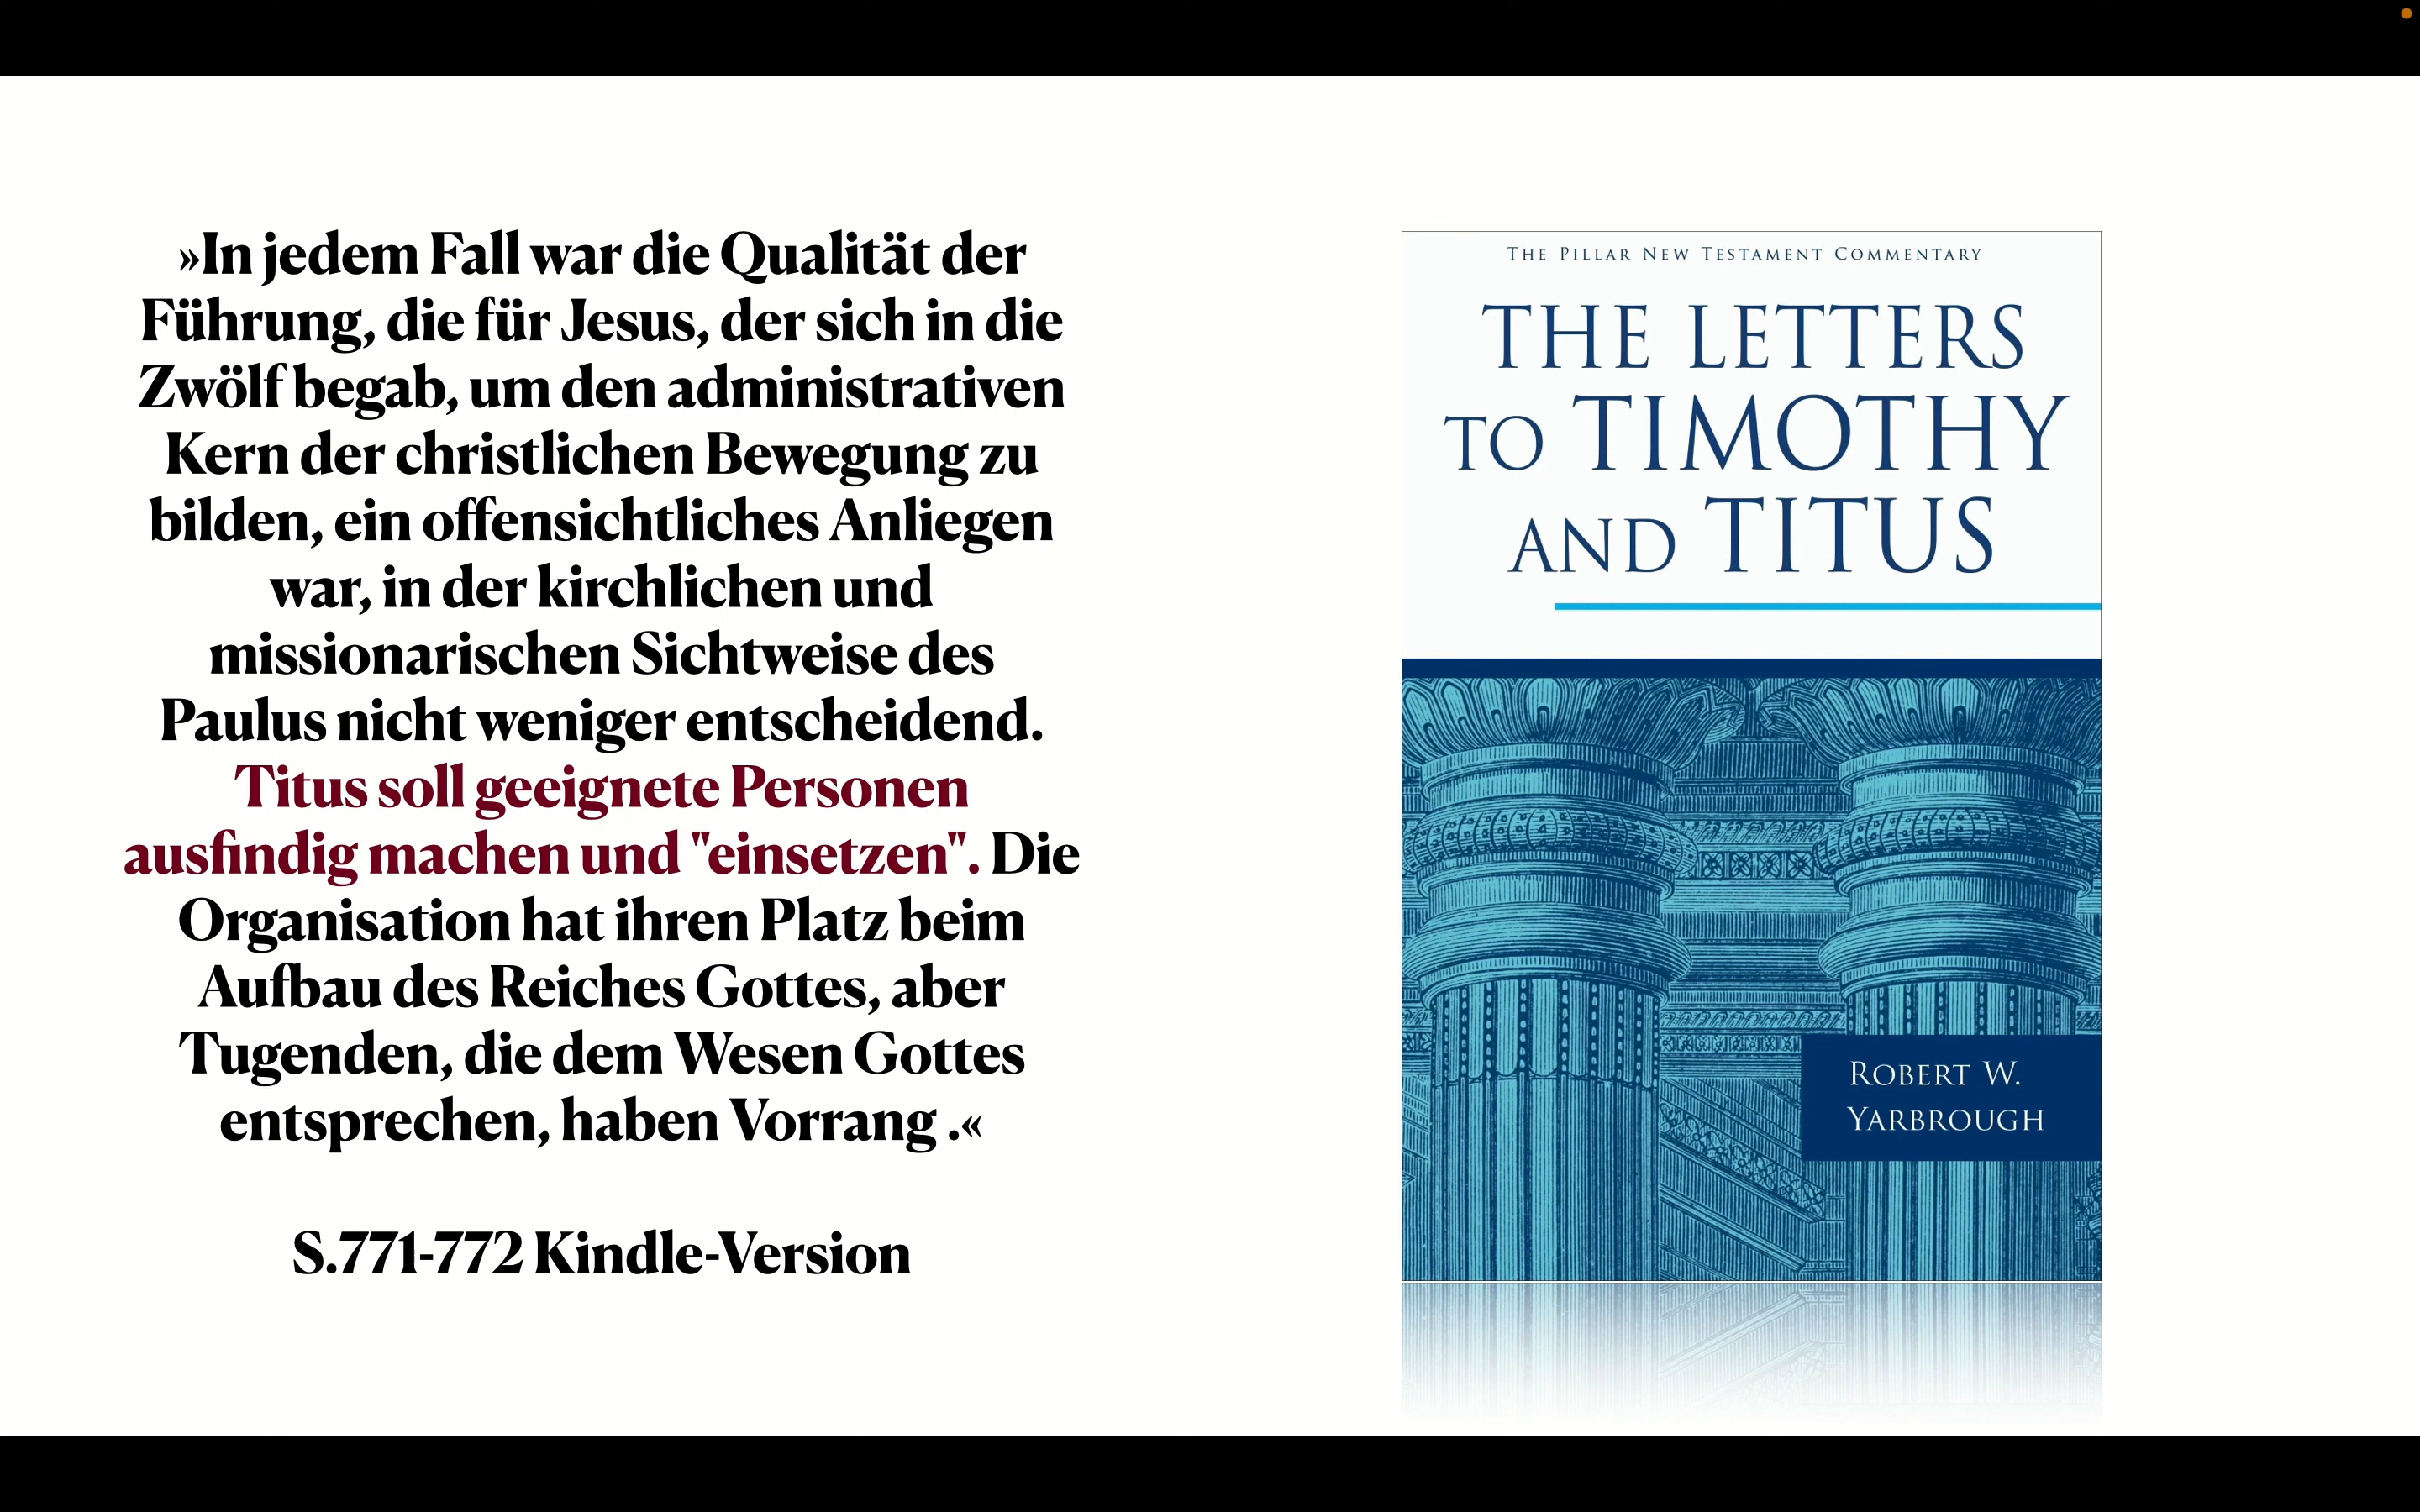 »In jedem Fall war die Qualität der
Führung, die für Jesus, der sich in die
Zwölf begab, um den administrativen
Kern der christlichen Bewegung zu
bilden, ein offensichtliches Anliegen
war, in der kirchlichen und
missionarischen Sichtweise des
Paulus nicht weniger entscheidend.
Titus soll geeignete Personen
ausfindig machen und "einsetzen". Die
Organisation hat ihren Platz beim
Aufbau des Reiches Gottes, aber
Tugenden, die dem Wesen Gottes
entsprechen, haben Vorrang .«
S.771-772 Kindle-Version
THE PILLAR NEW TESTAMENT COMMENTARY
THE LETTERS
TO TIMOTHY
AND TITUS
ROBERT W.
YARBROUGH